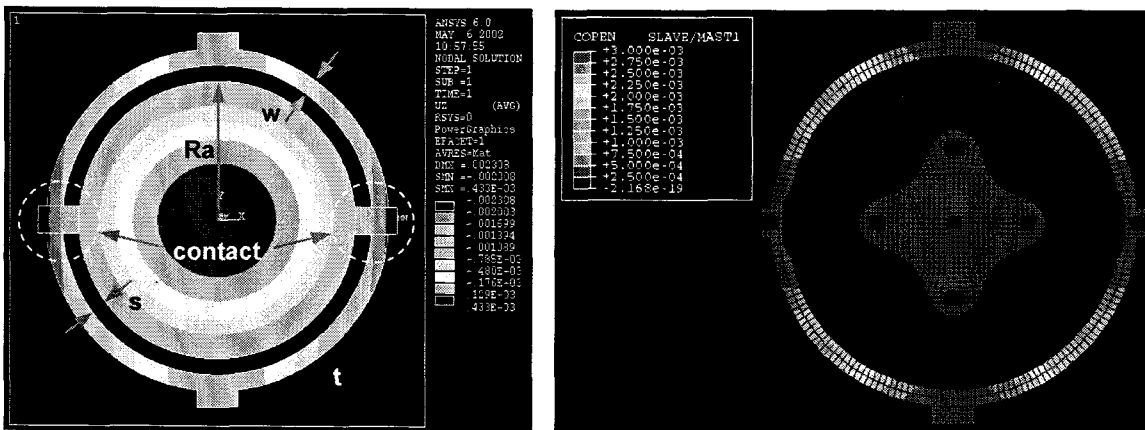 1
ANSYS 6.0
MAY 6 2002
10:57:55
NODAL SOLUTION
STEP=1
SUB =1
TIME=1
UZ (AVG)
RSYS=0
PowerGraphics
EFACET=1
AVRES=Mat
DMX =.002308
SMN =-.002308
SMX =.433E-03
-.002308
-.002003
-.001699
-.001394
-.001089
-.785E-03
-.480E-03
-.176E-03
.129E-03
.433E-03
w
Ra
X
contact
s
t
COPEN SLAVE/MAST1
+3.000e-03
+2.750e-03
+2.500e-03
+2.250e-03
+2.000e-03
+1.750e-03
+1.500e-03
+1.250e-03
+1.000e-03
+7.500e-04
+5.000e-04
+2.500e-04
-2.168e-19